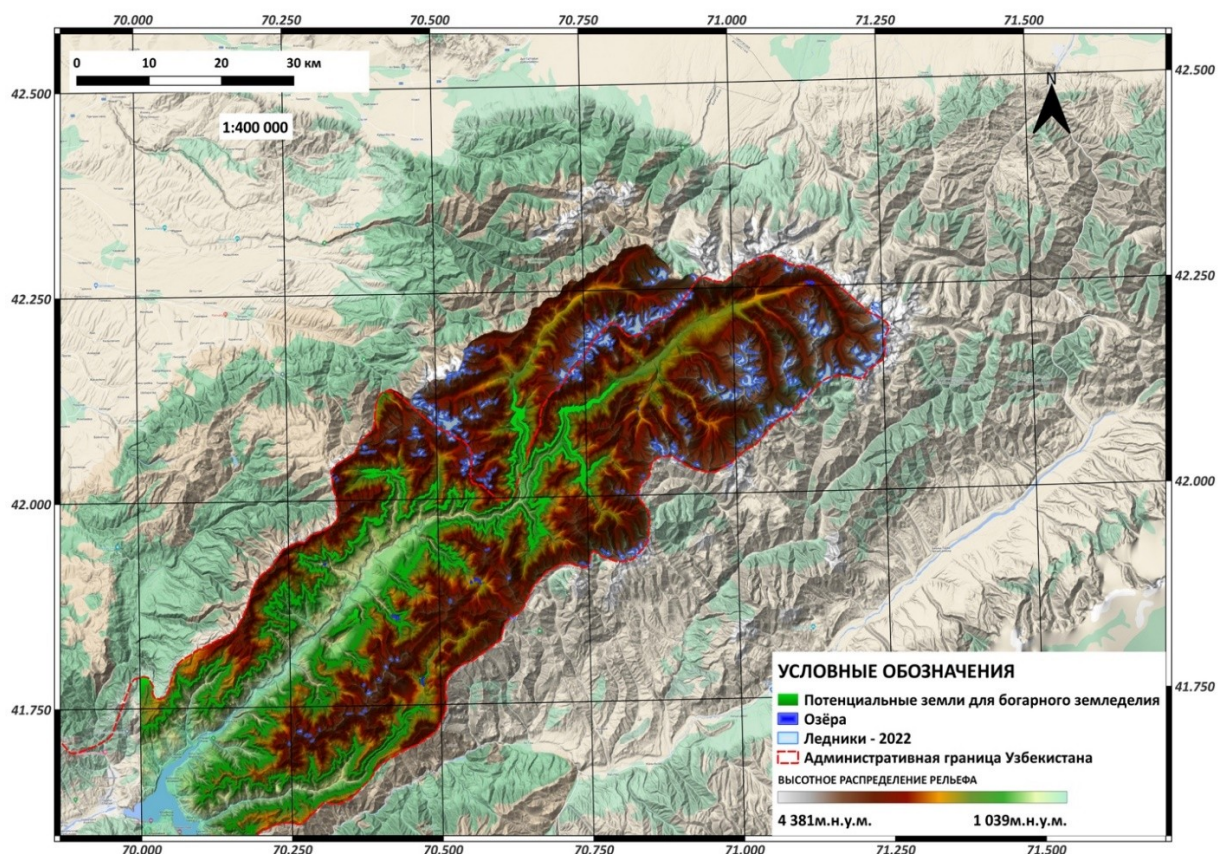 70.000 70.250 70.500 70.750 71.000 71.250 71.500
0 10 20 30 км
1:400 000
N
42.500 42.500
42.250 42.250
42.000 42.000
41.750 41.750
УСЛОВНЫЕ ОБОЗНАЧЕНИЯ
Потенциальные земли для богарного земледелия
Озёра
Ледники - 2022
Административная граница Узбекистана
ВЫСОТНОЕ РАСПРЕДЕЛЕНИЕ РЕЛЬЕФА
4 381м.н.у.м. 1 039м.н.у.м.
70.000 70.250 70.500 70.750 71.000 71.250 71.500